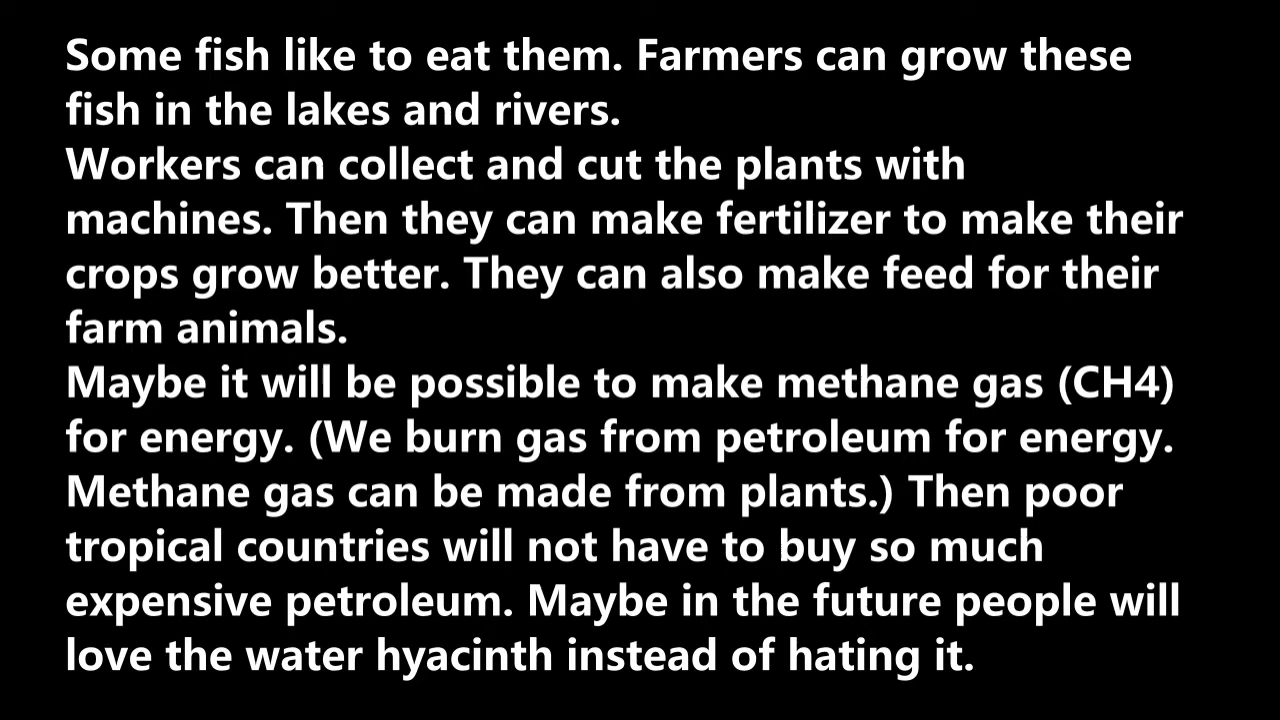 Some fish like to eat them. Farmers can grow these
fish in the lakes and rivers.
Workers can collect and cut the plants with
machines. Then they can make fertilizer to make their
crops grow better. They can also make feed for their
farm animals.
Maybe it will be possible to make methane gas (CH4)
for energy. (We burn gas from petroleum for energy.
Methane gas can be made from plants.) Then poor
tropical countries will not have to buy so much
expensive petroleum. Maybe in the future people will
love the water hyacinth instead of hating it.